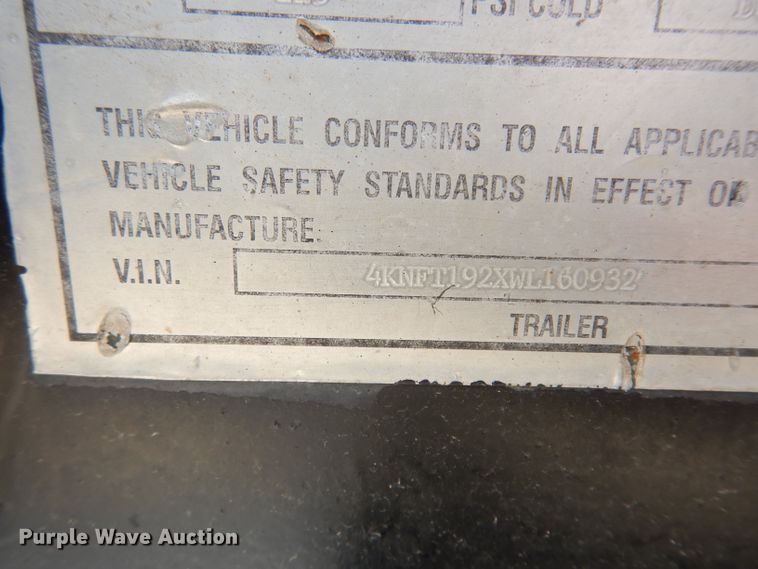 PSI COLD
THIS VEHICLE CONFORMS TO ALL APPLICAB
VEHICLE SAFETY STANDARDS IN EFFECT OF
MANUFACTURE.
V.I.N. 4KNFT192XWL160932
TRAILER
Purple Wave Auction